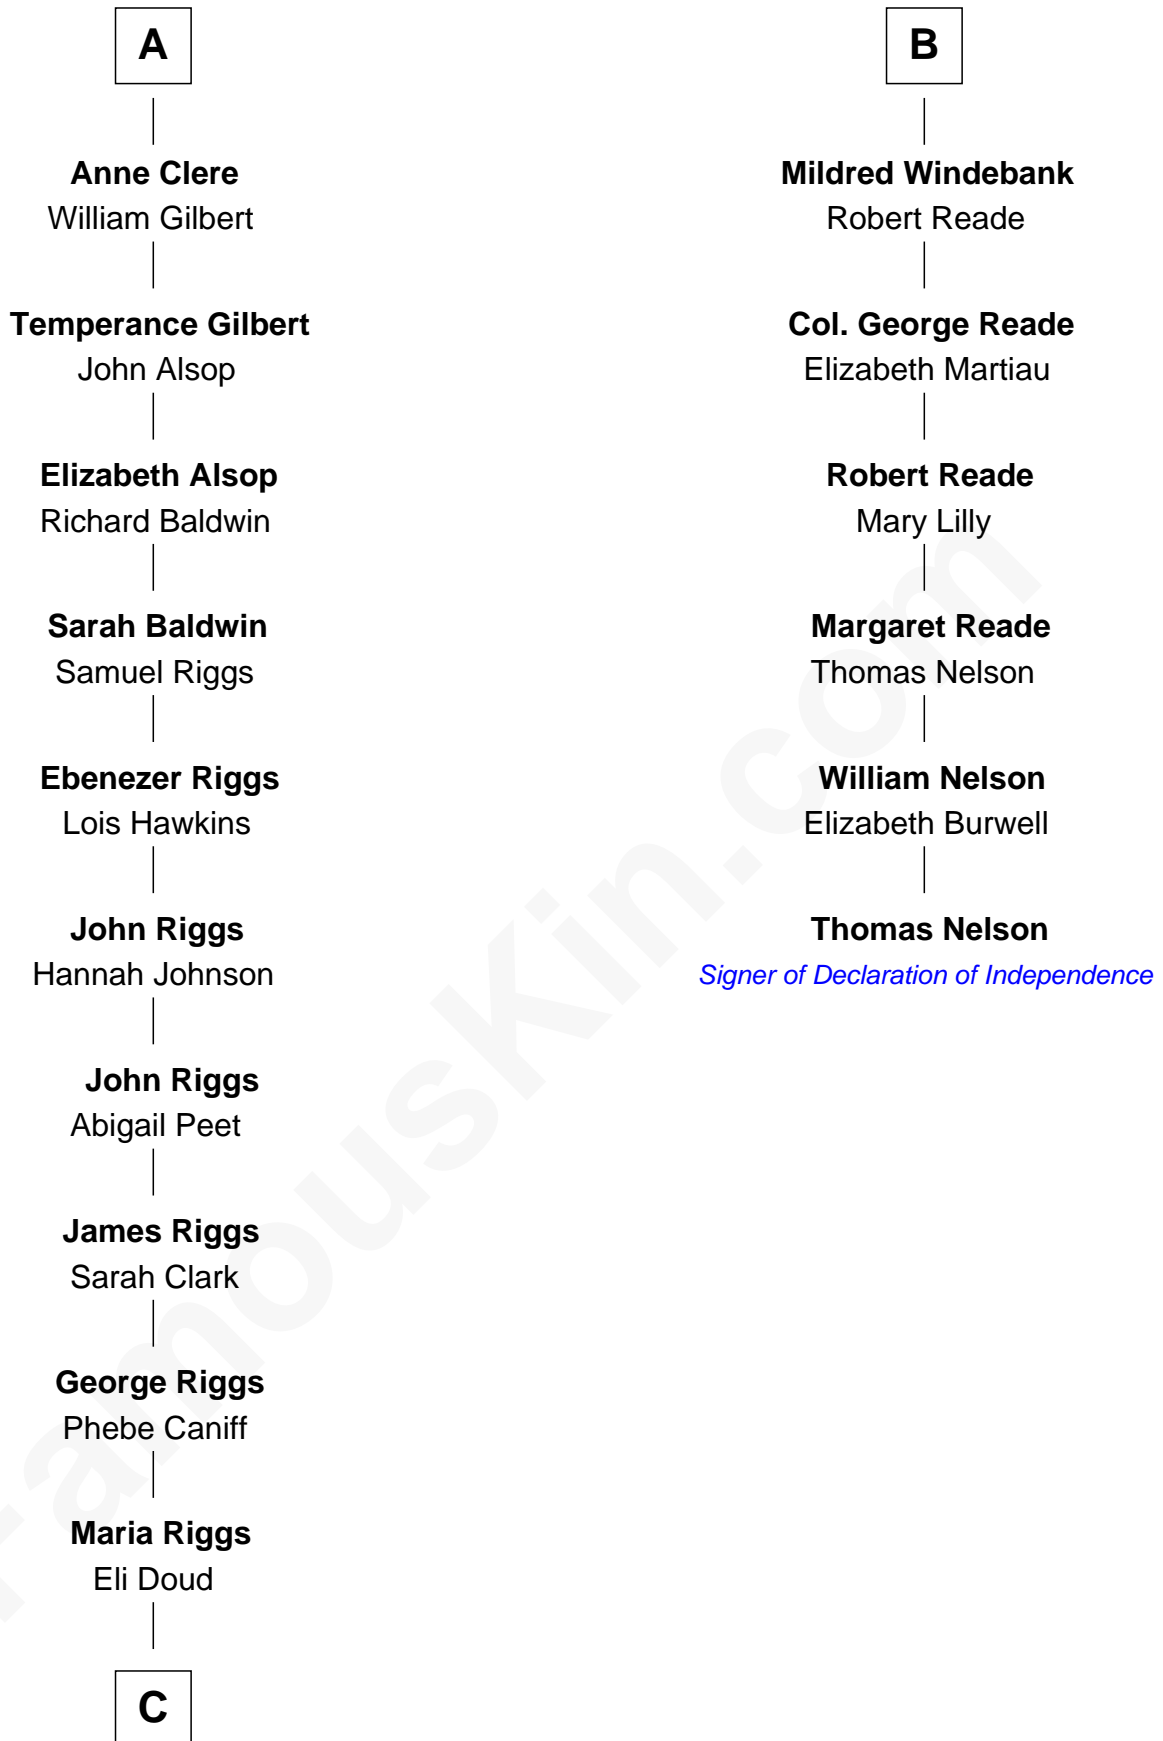 A
Anne Clere
William Gilbert
Temperance Gilbert
John Alsop
Elizabeth Alsop
Richard Baldwin
Sarah Baldwin
Samuel Riggs
Ebenezer Riggs
Lois Hawkins
John Riggs
Hannah Johnson
John Riggs
Abigail Peet
James Riggs
Sarah Clark
George Riggs
Phebe Caniff
Maria Riggs
Eli Doud
C
B
Mildred Windebank
Robert Reade
Col. George Reade
Elizabeth Martiau
Robert Reade
Mary Lilly
Margaret Reade
Thomas Nelson
William Nelson
Elizabeth Burwell
Thomas Nelson
Signer of Declaration of Independence
FamousKin.com